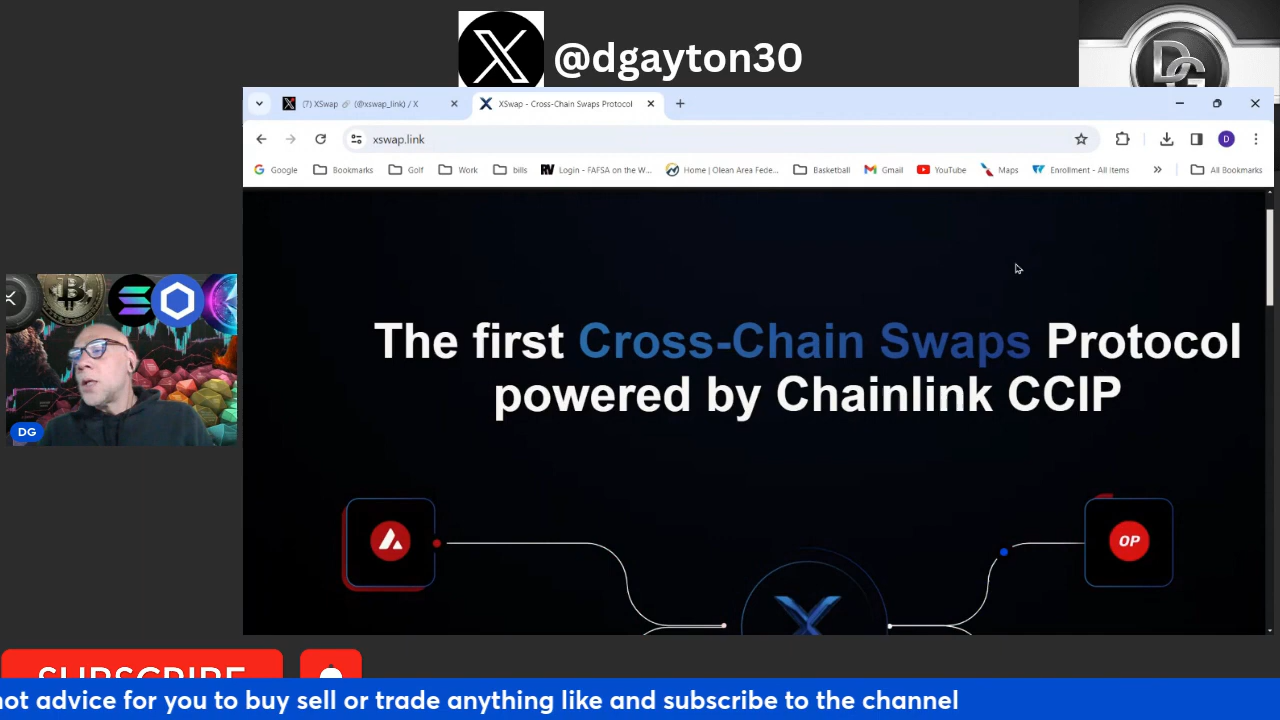 @dgayton30
DG
(7) XSwap 🔗 (@xswap_link) / X
XSwap - Cross-Chain Swaps Protocol
xswap.link
D
Google
Bookmarks
Golf
Work
bills
RV
Login - FAFSA on the W...
Home | Olean Area Fede...
Basketball
Gmail
YouTube
Maps
Enrollment - All Items
All Bookmarks
The first Cross-Chain Swaps Protocol
powered by Chainlink CCIP
OP
DG
SUBSCRIBE
not advice for you to buy sell or trade anything like and subscribe to the channel